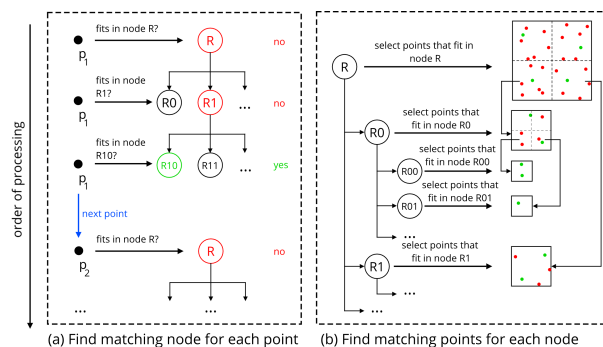 order of processing
fits in node R?
R
no
p1
fits in node
R1?
R0
R1
...
no
p1
fits in node
R10?
R10
R11
...
yes
p1
next point
fits in node R?
R
no
p2
...
...
(a) Find matching node for each point
R
select points that fit in
node R
R0
select points that
fit in node R0
R00
select points that
fit in node R00
R01
select points that
fit in node R01
...
R1
select points that
fit in node R1
...
...
(b) Find matching points for each node